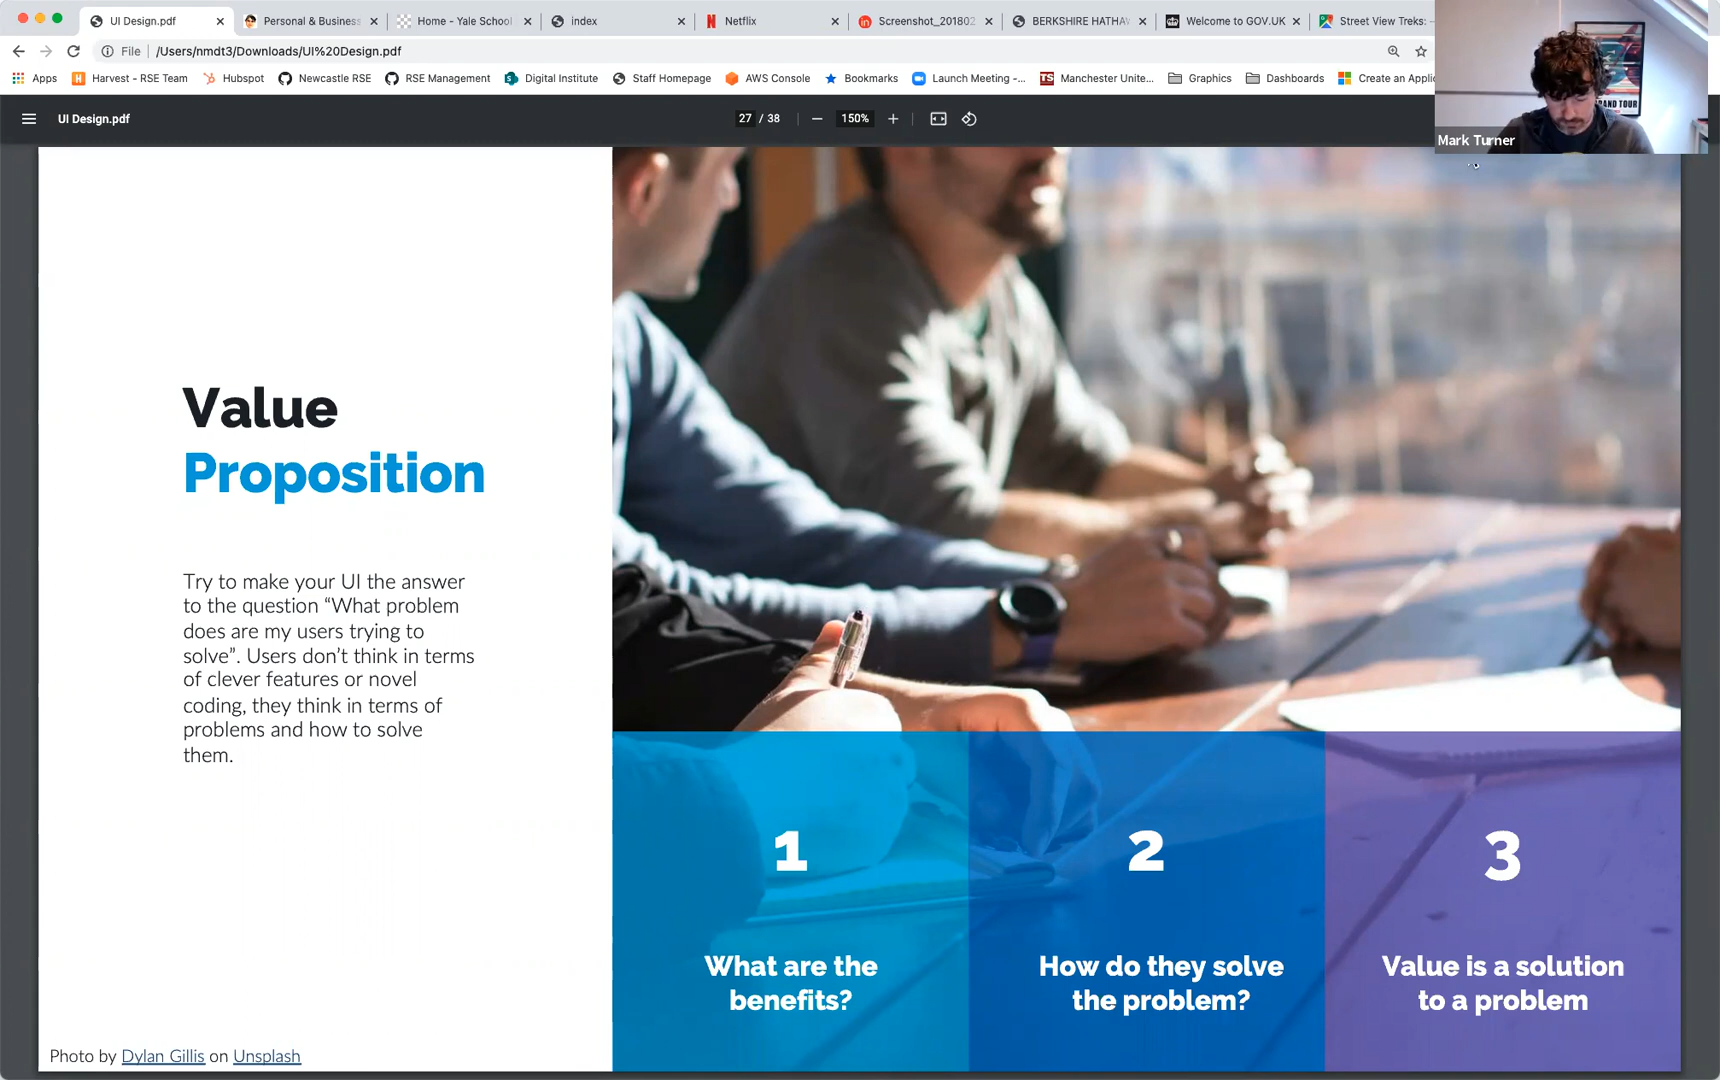 UI Design.pdf
Personal & Business
Home - Yale School
index
Netflix
Screenshot_201802
BERKSHIRE HATHAW
Welcome to GOV.UK
Street View Treks:
File
/Users/nmdt3/Downloads/UI%20Design.pdf
Apps
Harvest - RSE Team
Hubspot
Newcastle RSE
RSE Management
Digital Institute
Staff Homepage
AWS Console
Bookmarks
Launch Meeting -...
Manchester Unite...
Graphics
Dashboards
Create an Applic
UI Design.pdf
27 / 38
150%
RAND TOUR
Mark Turner
Value
Proposition
Try to make your UI the answer
to the question “What problem
does are my users trying to
solve”. Users don’t think in terms
of clever features or novel
coding, they think in terms of
problems and how to solve
them.
1
What are the
benefits?
2
How do they solve
the problem?
3
Value is a solution
to a problem
Photo by Dylan Gillis on Unsplash